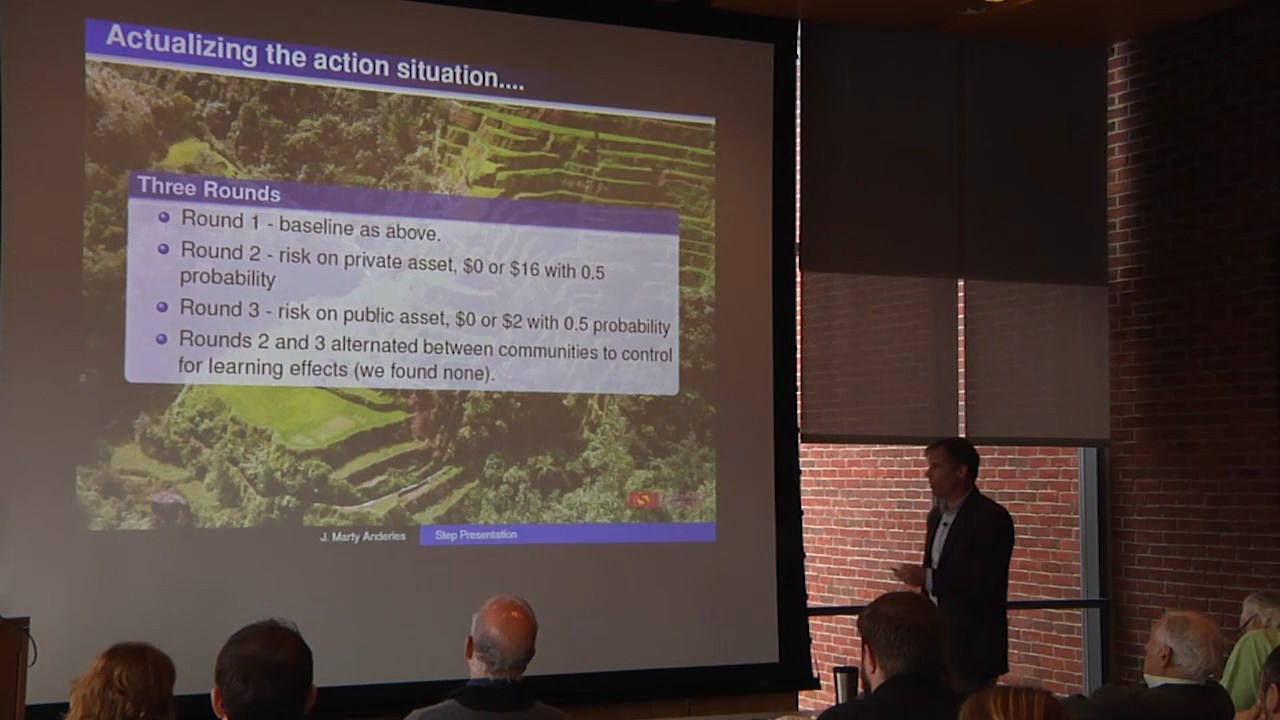 Actualizing the action situation....
Three Rounds
Round 1 - baseline as above.
Round 2 - risk on private asset, $0 or $16 with 0.5
probability
Round 3 - risk on public asset, $0 or $2 with 0.5 probability
Rounds 2 and 3 alternated between communities to control
for learning effects (we found none).
J. Marty Anderies
Step Presentation